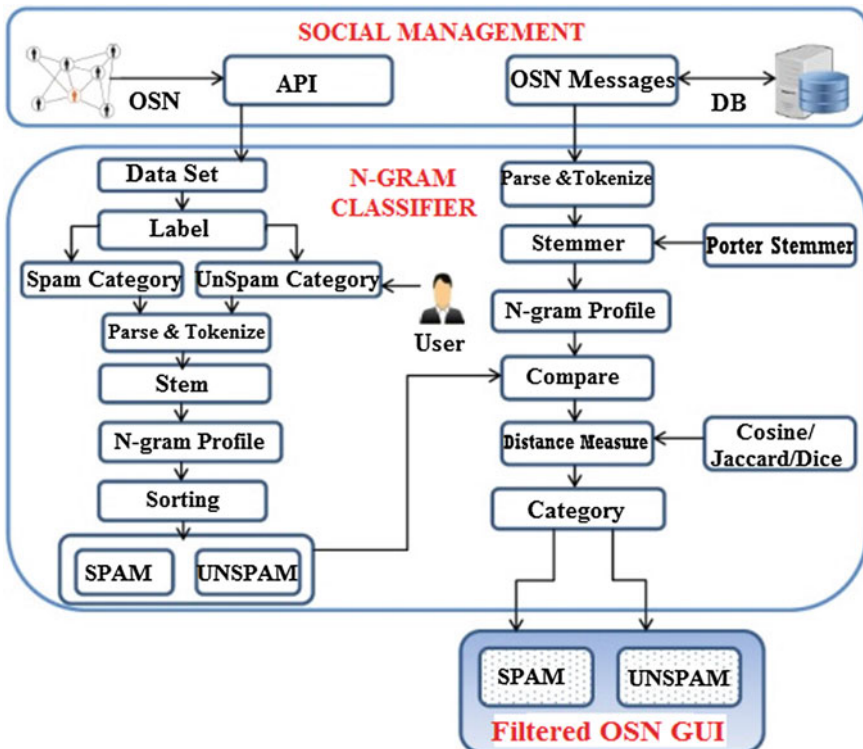 SOCIAL MANAGEMENT
OSN
API
OSN Messages
DB
N-GRAM
CLASSIFIER
Data Set
Label
Spam Category
UnSpam Category
User
Parse & Tokenize
Stem
N-gram Profile
Sorting
SPAM
UNSPAM
Parse &Tokenize
Stemmer
Porter Stemmer
N-gram Profile
Compare
Distance Measure
Cosine/
Jaccard/Dice
Category
SPAM
UNSPAM
Filtered OSN GUI